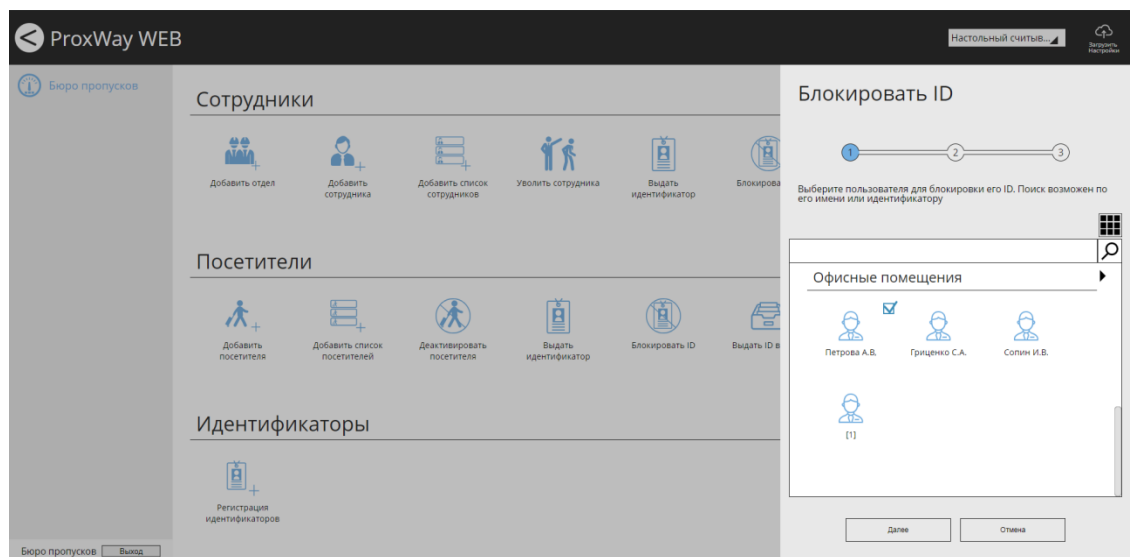 ProxWay WEB
Настольный считыв...
Загрузить
Настройки
Бюро пропусков
Сотрудники
Добавить отдел
Добавить
сотрудника
Добавить список
сотрудников
Уволить сотрудника
Выдать
идентификатор
Блокирова
Посетители
Добавить
посетителя
Добавить список
посетителей
Деактивировать
посетителя
Выдать
идентификатор
Блокировать ID
Выдать ID в
Идентификаторы
Регистрация
идентификаторов
Бюро пропусков
Выход
Блокировать ID
1
2
3
Выберите пользователя для блокировки его ID. Поиск возможен по
его имени или идентификатору
Офисные помещения
Петрова А.В.
Гриценко С.А.
Сопин И.В.
[1]
Далее
Отмена